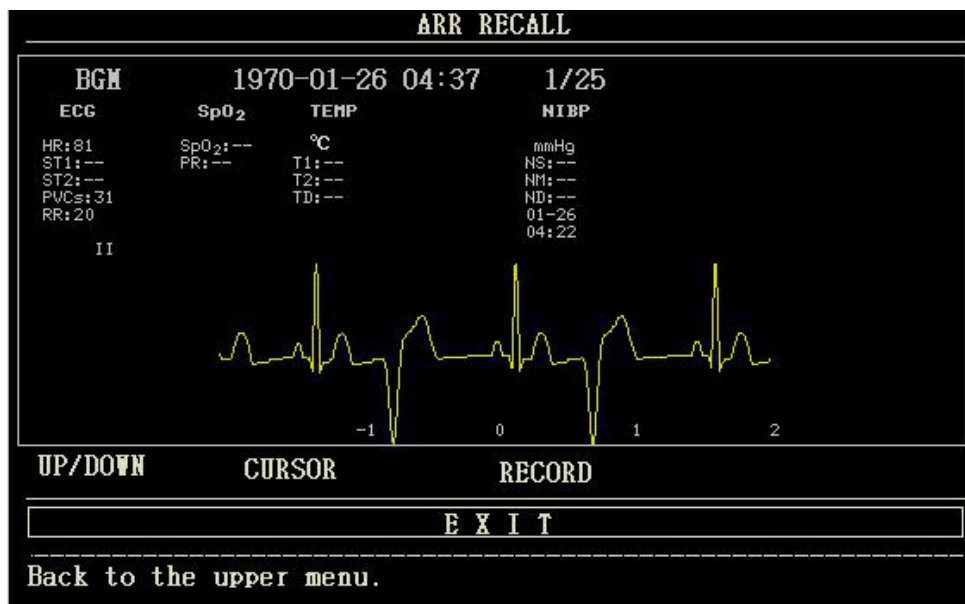 ARR RECALL
BGM 1970-01-26 04:37 1/25
ECG SpO₂ TEMP NIBP
HR:81 SpO₂:-- °C mmHg
ST1:-- PR:-- T1:-- NS:--
ST2:-- T2:-- NM:--
PVCs:31 TD:-- ND:--
RR:20 01-26
04:22
II
-1 0 1 2
UP/DOWN CURSOR RECORD
E X I T
Back to the upper menu.